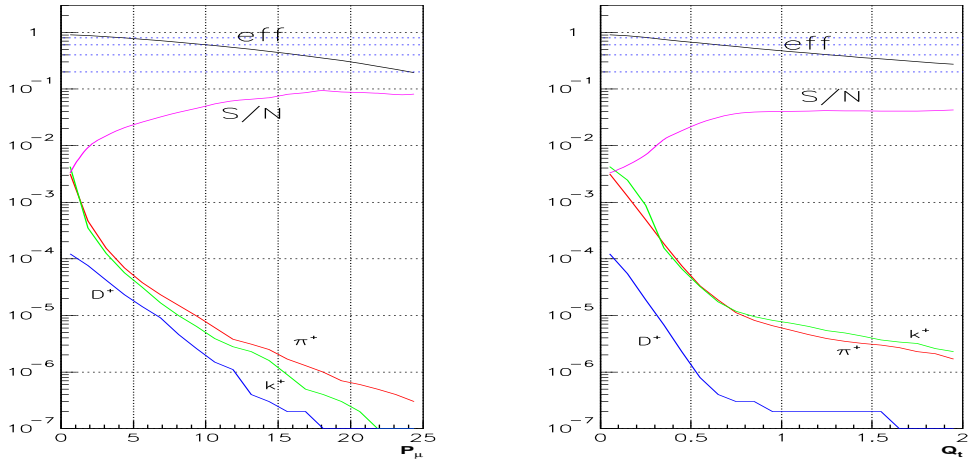 1
10⁻¹
10⁻²
10⁻³
10⁻⁴
10⁻⁵
10⁻⁶
10⁻⁷
eff
S/N
D⁺
π⁺
k⁺
0 5 10 15 20 25
Pμ
1
10⁻¹
10⁻²
10⁻³
10⁻⁴
10⁻⁵
10⁻⁶
10⁻⁷
eff
S/N
D⁺
k⁺
π⁺
0 0.5 1 1.5 2
Qt